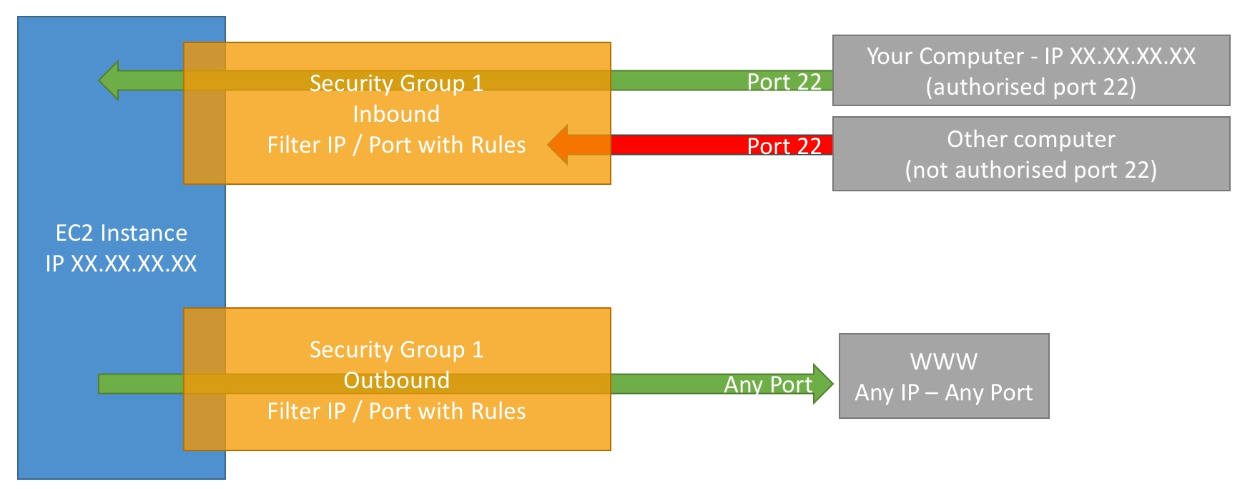 Your Computer - IP XX.XX.XX.XX
(authorised port 22)
Port 22
Security Group 1
Inbound
Filter IP / Port with Rules
Port 22
Other computer
(not authorised port 22)
EC2 Instance
IP XX.XX.XX.XX
Security Group 1
Outbound
Filter IP / Port with Rules
Any Port
WWW
Any IP – Any Port